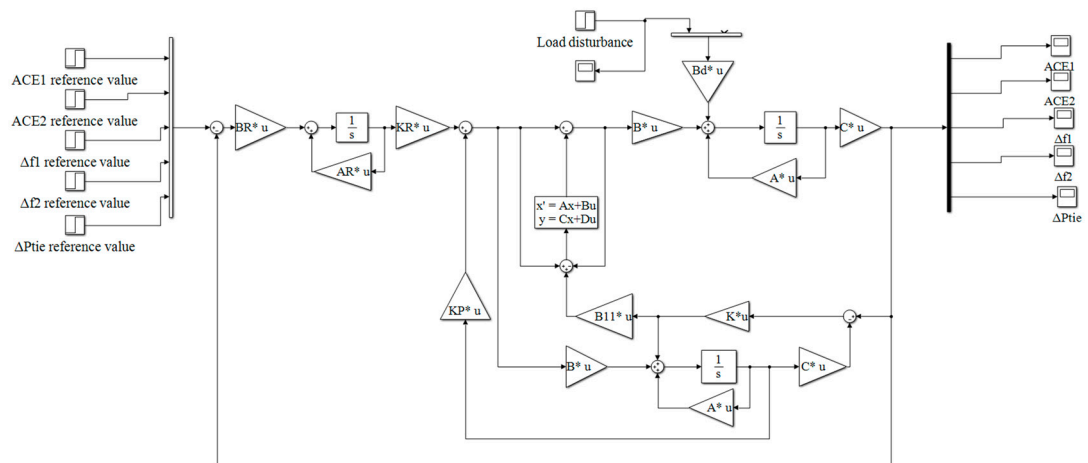 Load disturbance
ACE1 reference value
ACE2 reference value
Δf1 reference value
Δf2 reference value
ΔPtie reference value
BR* u
1
s
AR* u
KR* u
KP* u
x' = Ax+Bu
y = Cx+Du
B* u
Bd* u
1
s
A* u
C* u
B11* u
K*u
B* u
1
s
A* u
C* u
ACE1
ACE2
Δf1
Δf2
ΔPtie